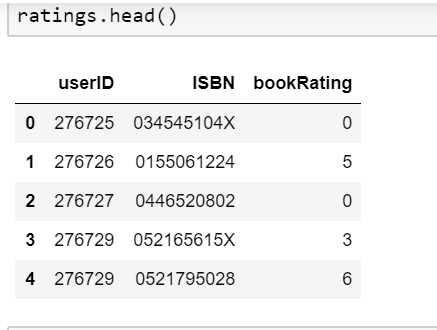 ratings.head()
userID ISBN bookRating
0 276725 034545104X 0
1 276726 0155061224 5
2 276727 0446520802 0
3 276729 052165615X 3
4 276729 0521795028 6